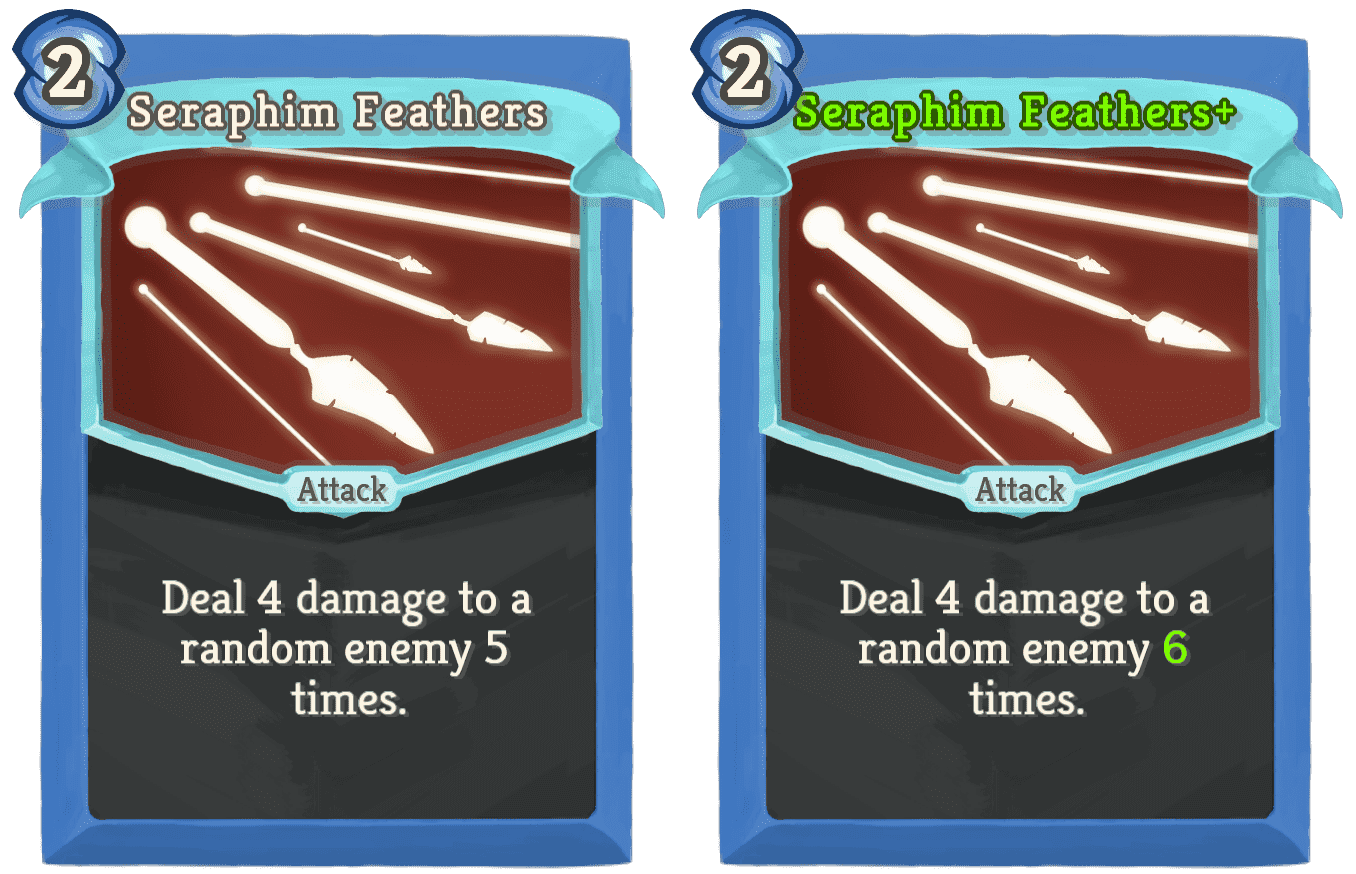 2
Seraphim Feathers
Attack
Deal 4 damage to a
random enemy 5
times.
2
Seraphim Feathers+
Attack
Deal 4 damage to a
random enemy 6
times.